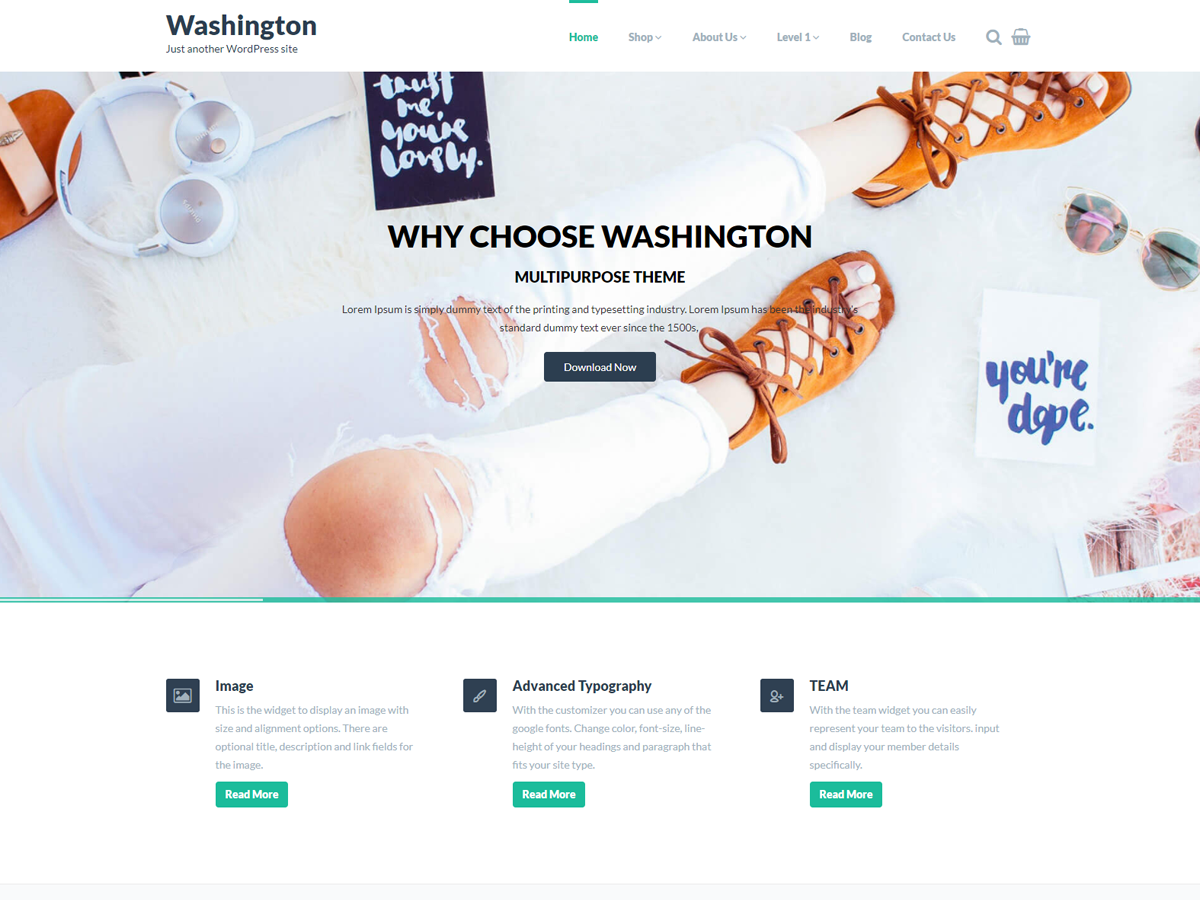 Washington
Just another WordPress site
Home Shop About Us Level 1 Blog Contact Us
trust
me,
you're
lovely.
WHY CHOOSE WASHINGTON
MULTIPURPOSE THEME
Lorem Ipsum is simply dummy text of the printing and typesetting industry. Lorem Ipsum has been the industry's
standard dummy text ever since the 1500s,
Download Now
you're
dope.
Image
This is the widget to display an image with
size and alignment options. There are
optional title, description and link fields for
the image.
Read More
Advanced Typography
With the customizer you can use any of the
google fonts. Change color, font-size, line-
height of your headings and paragraph that
fits your site type.
Read More
TEAM
With the team widget you can easily
represent your team to the visitors. input
and display your member details
specifically.
Read More